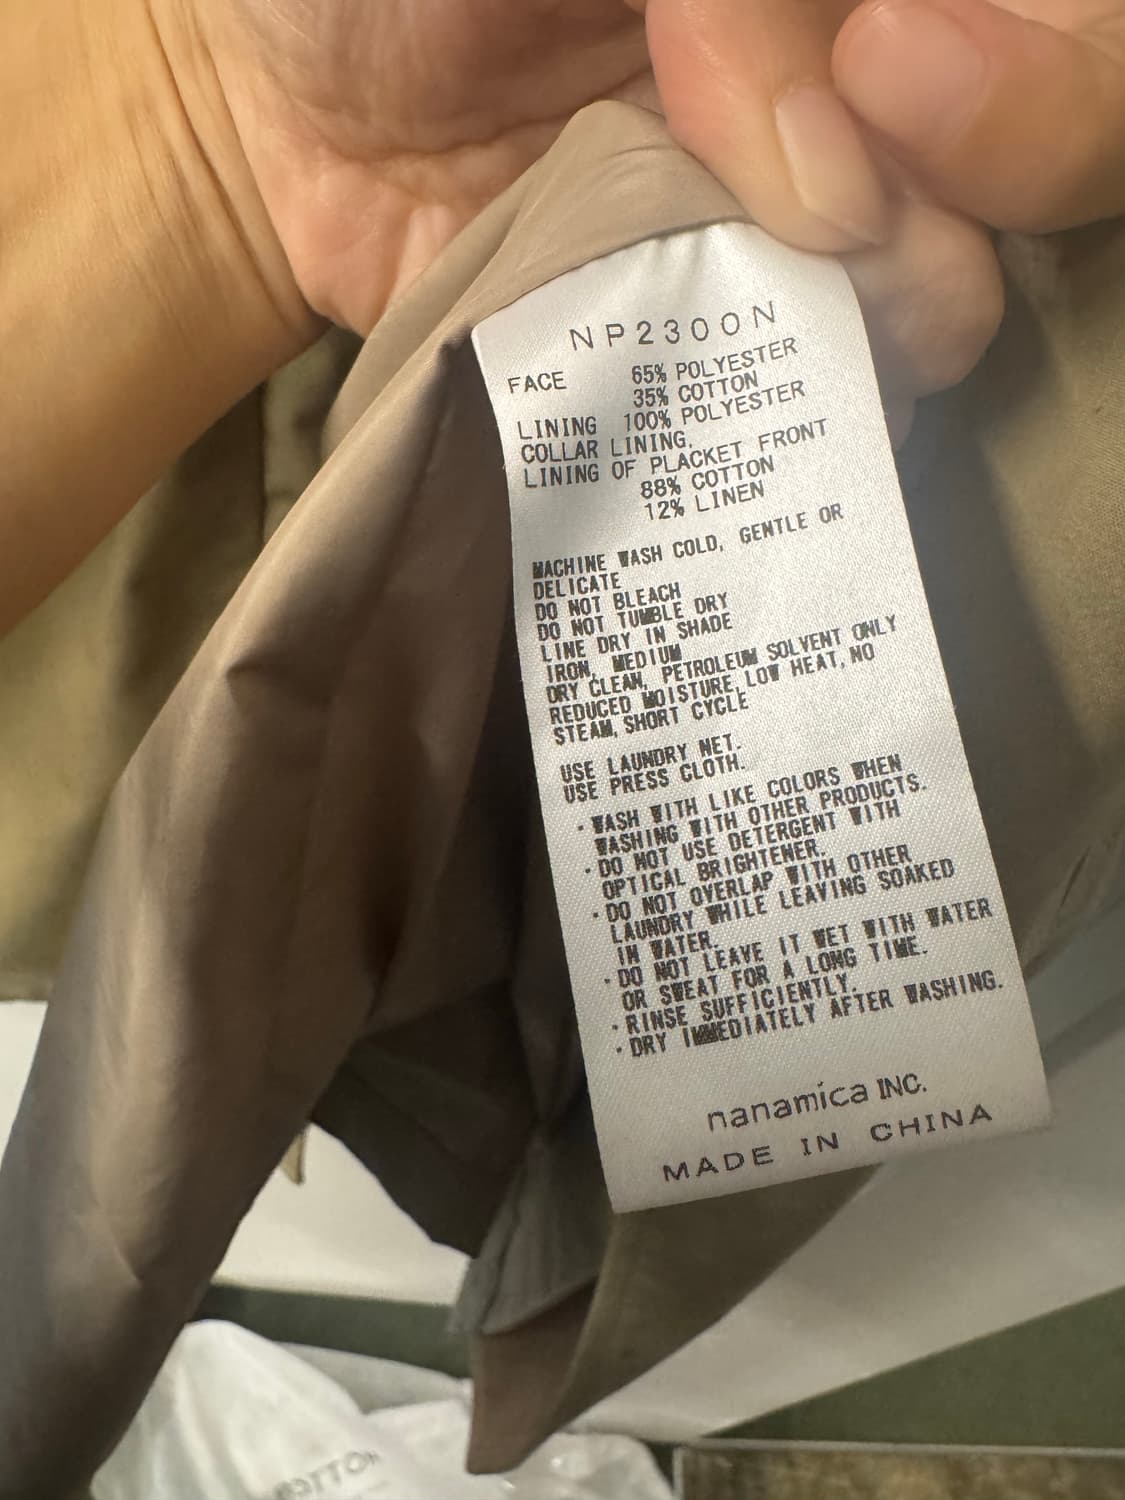 NP2300N
FACE 65% POLYESTER
35% COTTON
LINING 100% POLYESTER
COLLAR LINING,
LINING OF PLACKET FRONT
88% COTTON
12% LINEN
MACHINE WASH COLD, GENTLE OR
DELICATE
DO NOT BLEACH
DO NOT TUMBLE DRY
LINE DRY IN SHADE
IRON, MEDIUM
DRY CLEAN, PETROLEUM SOLVENT ONLY
REDUCED MOISTURE, LOW HEAT, NO
STEAM, SHORT CYCLE
USE LAUNDRY NET.
USE PRESS CLOTH.
・WASH WITH LIKE COLORS WHEN
WASHING WITH OTHER PRODUCTS.
・DO NOT USE DETERGENT WITH
OPTICAL BRIGHTENER.
・DO NOT OVERLAP WITH OTHER
LAUNDRY WHILE LEAVING SOAKED
IN WATER.
・DO NOT LEAVE IT WET WITH WATER
OR SWEAT FOR A LONG TIME.
・RINSE SUFFICIENTLY.
・DRY IMMEDIATELY AFTER WASHING.
nanamica INC.
MADE IN CHINA